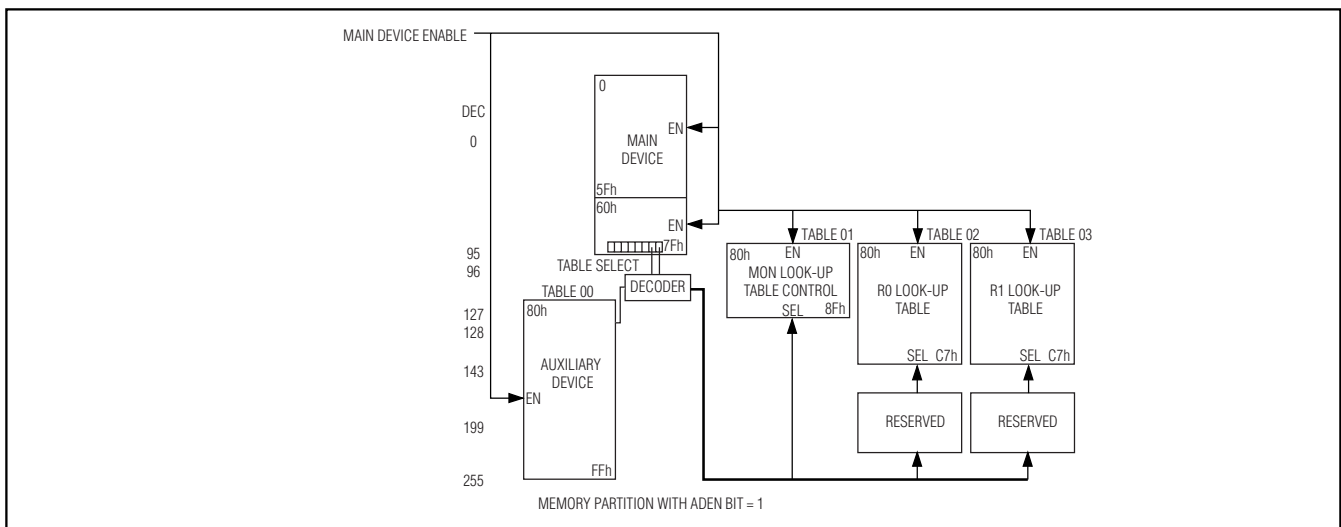 MAIN DEVICE ENABLE
DEC
0
95
96
127
128
143
199
255
0
EN
MAIN
DEVICE
5Fh
60h
EN
7Fh
TABLE SELECT
DECODER
TABLE 00
80h
AUXILIARY
DEVICE
EN
FFh
TABLE 01
80h
EN
MON LOOK-UP
TABLE CONTROL
SEL
8Fh
TABLE 02
80h
EN
R0 LOOK-UP
TABLE
SEL C7h
RESERVED
TABLE 03
80h
EN
R1 LOOK-UP
TABLE
SEL C7h
RESERVED
MEMORY PARTITION WITH ADEN BIT = 1